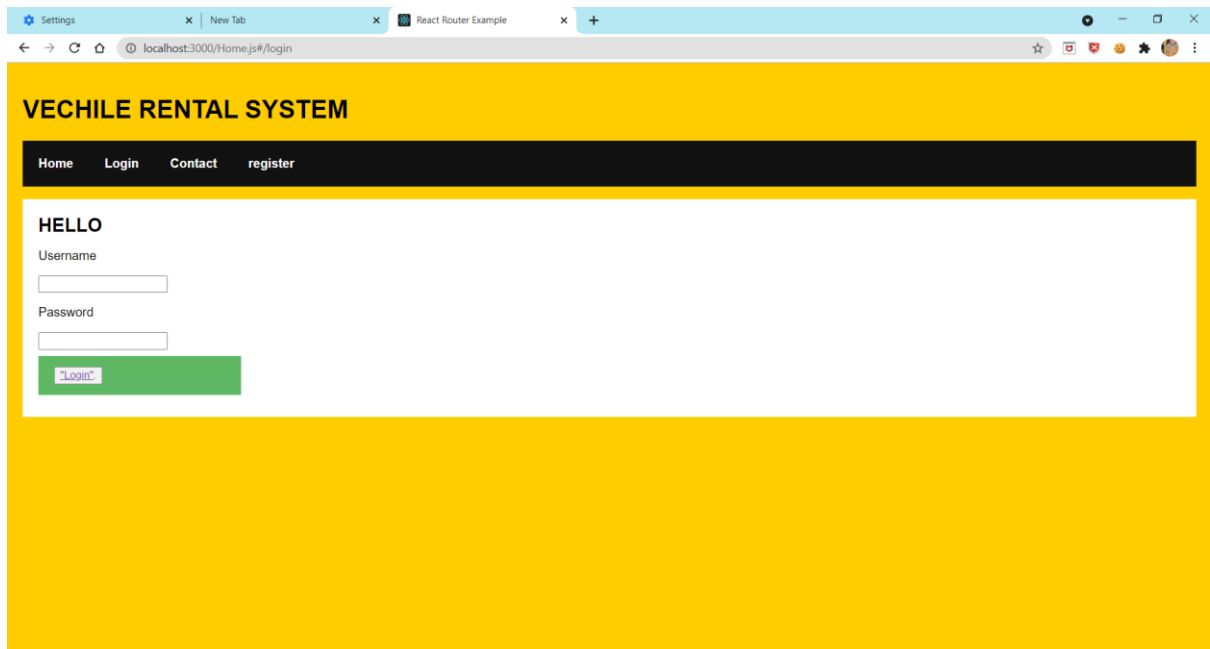 Settings New Tab React Router Example
localhost:3000/Home.js#/login
VECHILE RENTAL SYSTEM
Home Login Contact register
HELLO
Username
Password
"Login".